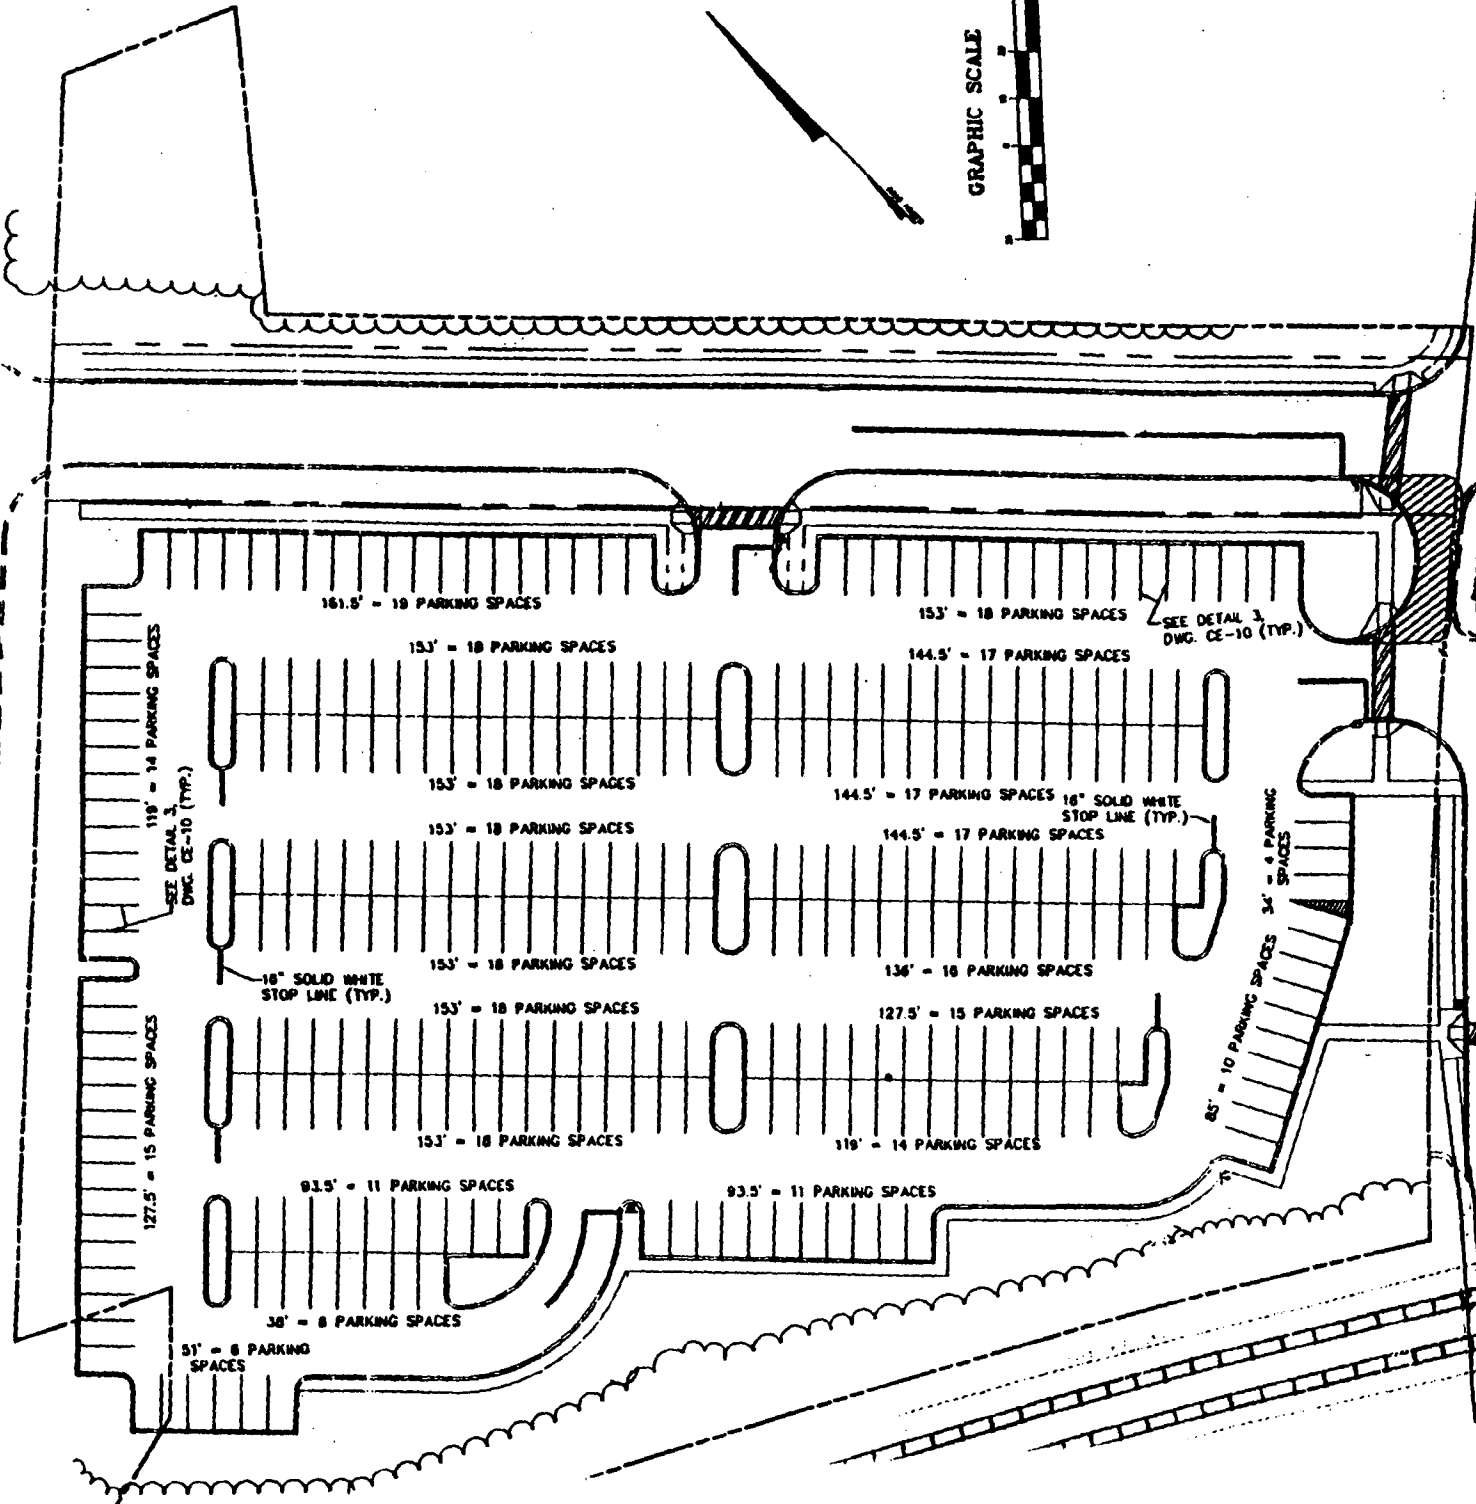 GRAPHIC SCALE
161.5' = 19 PARKING SPACES
153' = 18 PARKING SPACES
SEE DETAIL 3,
DWG. CE-10 (TYP.)
153' = 18 PARKING SPACES
144.5' = 17 PARKING SPACES
119' = 14 PARKING SPACES
SEE DETAIL 3,
DWG. CE-10 (TYP.)
153' = 18 PARKING SPACES
144.5' = 17 PARKING SPACES
16" SOLID WHITE
STOP LINE (TYP.)
153' = 18 PARKING SPACES
144.5' = 17 PARKING SPACES
34' = 4 PARKING
SPACES
153' = 18 PARKING SPACES
136' = 16 PARKING SPACES
16" SOLID WHITE
STOP LINE (TYP.)
153' = 18 PARKING SPACES
127.5' = 15 PARKING SPACES
85' = 10 PARKING SPACES
127.5' = 15 PARKING SPACES
153' = 18 PARKING SPACES
119' = 14 PARKING SPACES
93.5' = 11 PARKING SPACES
93.5' = 11 PARKING SPACES
= 8 PARKING SPACES
51' = 6 PARKING
SPACES